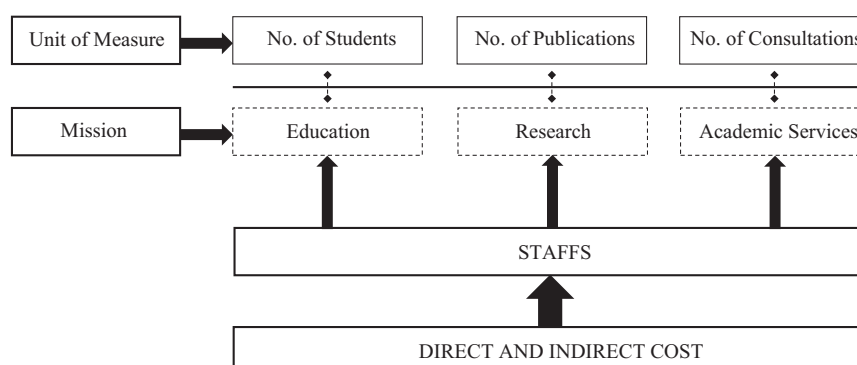 Unit of Measure
No. of Students
No. of Publications
No. of Consultations
Mission
Education
Research
Academic Services
STAFFS
DIRECT AND INDIRECT COST